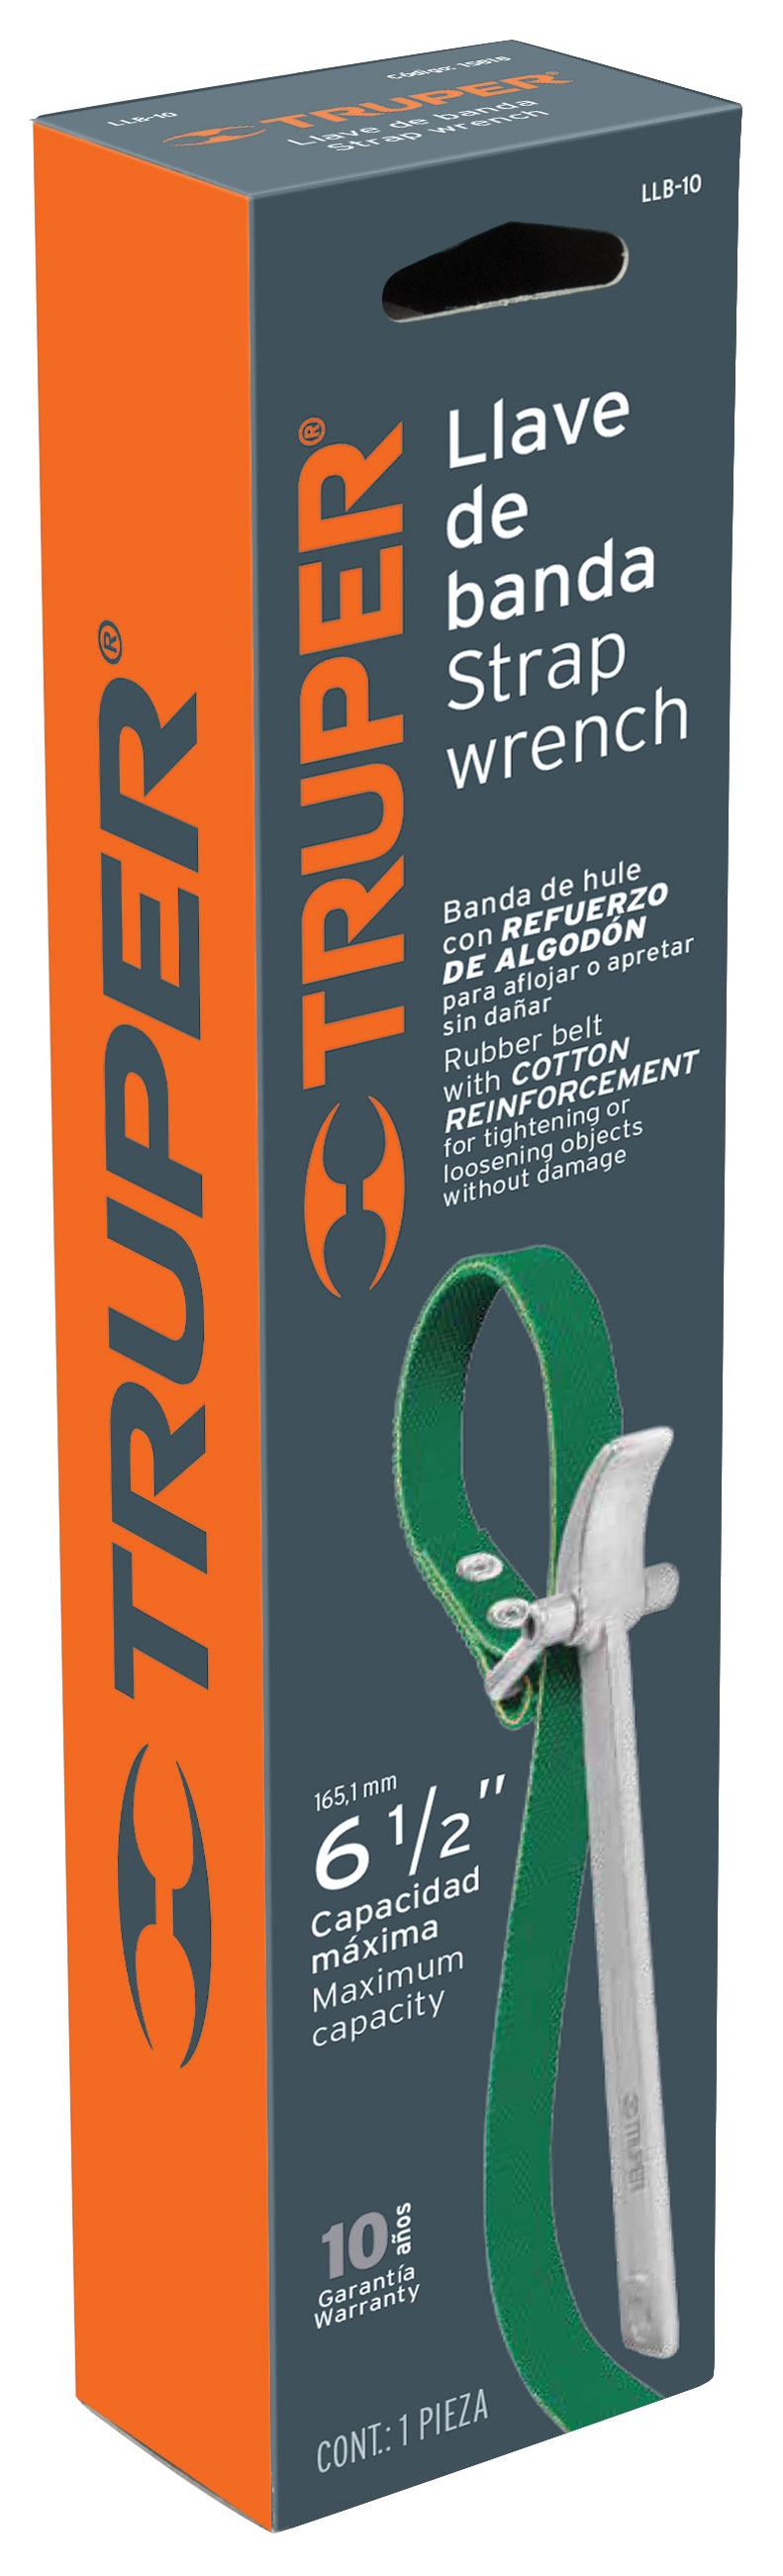 Código: 15818
LLB-10
TRUPER®
Llave de banda
Strap wrench
LLB-10
Llave
de
banda
Strap
wrench
TRUPER®
Banda de hule
con REFUERZO
DE ALGODÓN
para aflojar o apretar
sin dañar
Rubber belt
with COTTON
REINFORCEMENT
for tightening or
loosening objects
without damage
TRUPER®
165,1 mm
6 1/2"
Capacidad
máxima
Maximum
capacity
10 años
Garantía
Warranty
CONT.: 1 PIEZA